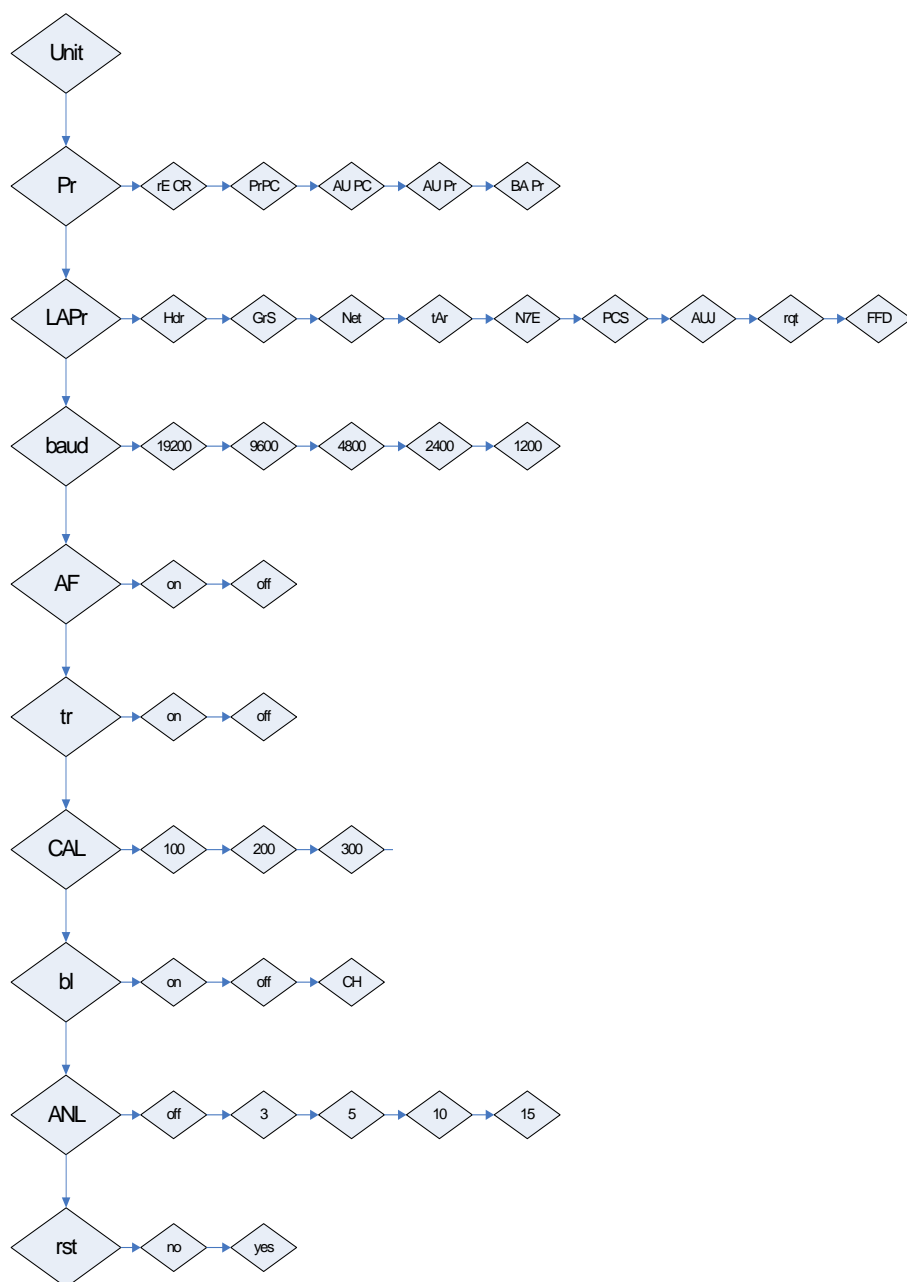 Unit
Pr rE CR PrPC AU PC AU Pr BA Pr
LAPr Hdr GrS Net tAr N7E PCS AUJ rqt FFD
baud 19200 9600 4800 2400 1200
AF on off
tr on off
CAL 100 200 300
bl on off CH
ANL off 3 5 10 15
rst no yes